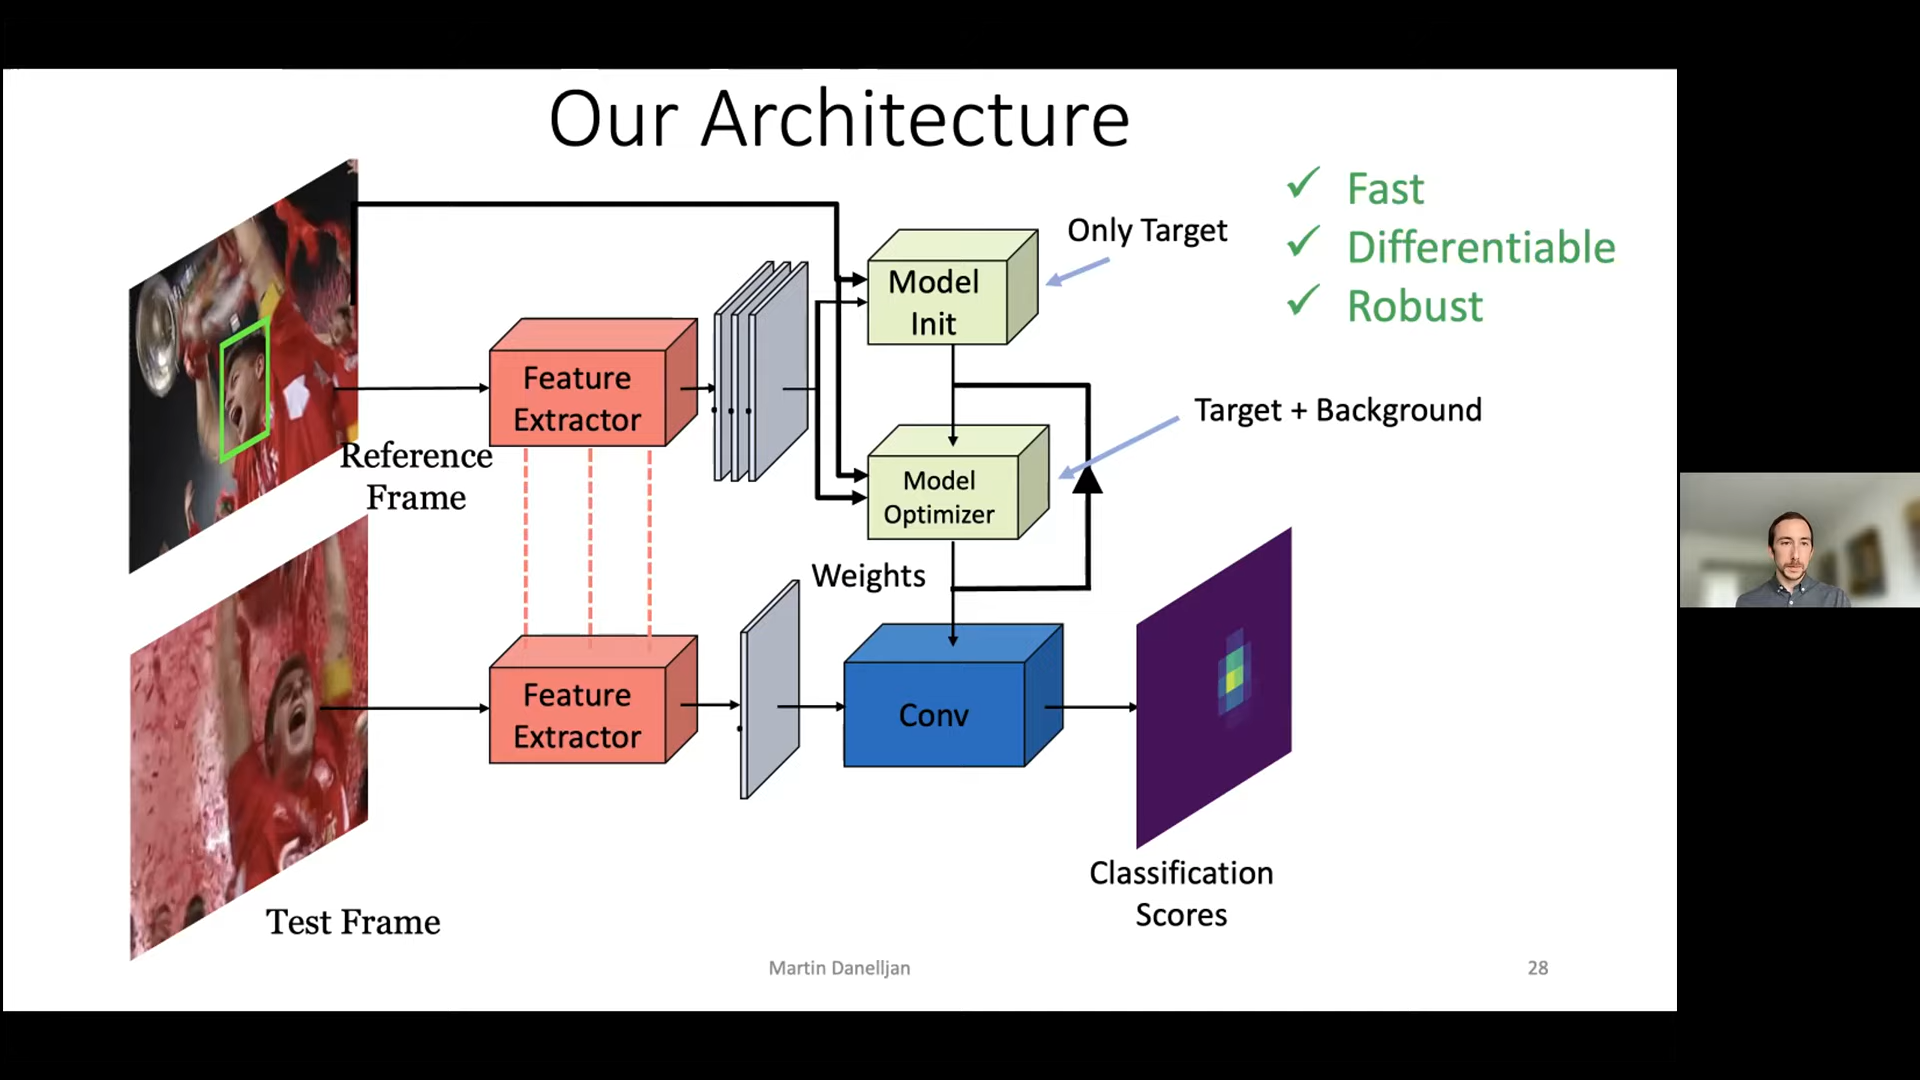 Our Architecture
✓ Fast
✓ Differentiable
✓ Robust
Only Target
Model
Init
Feature
Extractor
Reference
Frame
Target + Background
Model
Optimizer
Weights
Feature
Extractor
Conv
Test Frame
Classification
Scores
Martin Danelljan
28